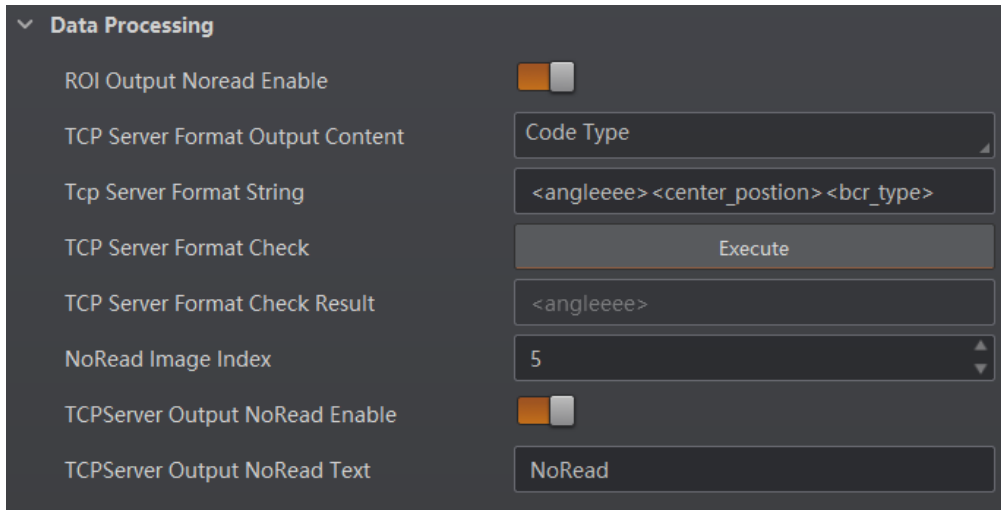 Data Processing
ROI Output Noread Enable
TCP Server Format Output Content Code Type
Tcp Server Format String <angleeee><center_postion><bcr_type>
TCP Server Format Check Execute
TCP Server Format Check Result <angleeee>
NoRead Image Index 5
TCPServer Output NoRead Enable
TCPServer Output NoRead Text NoRead